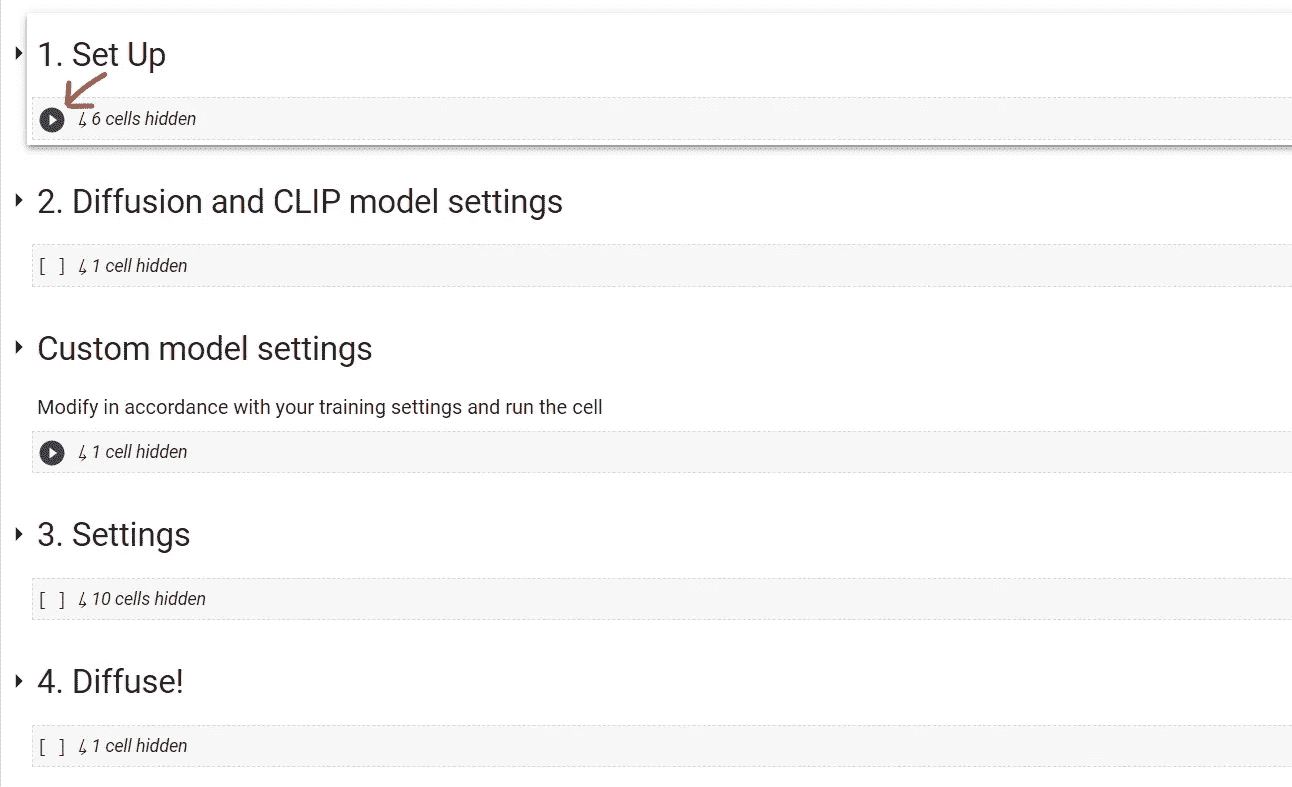 1. Set Up
↳ 6 cells hidden
2. Diffusion and CLIP model settings
[ ] ↳ 1 cell hidden
Custom model settings
Modify in accordance with your training settings and run the cell
↳ 1 cell hidden
3. Settings
[ ] ↳ 10 cells hidden
4. Diffuse!
[ ] ↳ 1 cell hidden